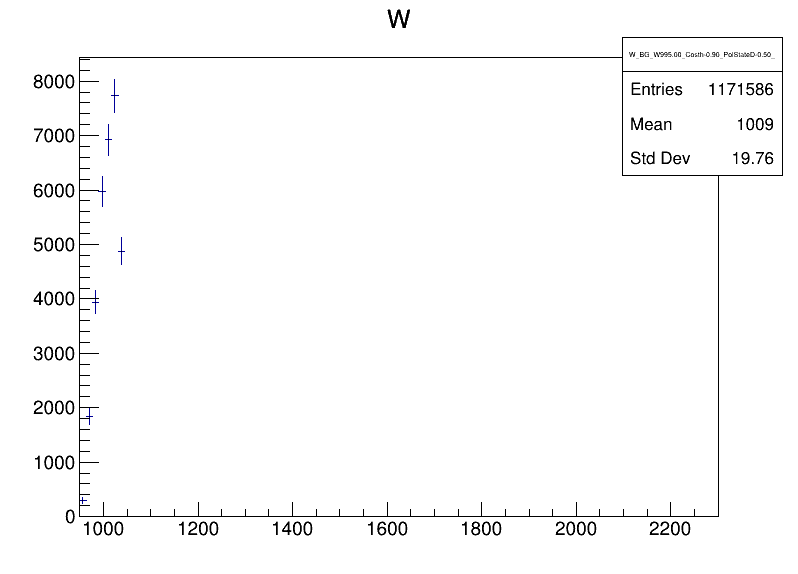 W
W_BG_W995.00_Costh-0.90_PolStateD-0.50_
Entries 1171586
Mean 1009
Std Dev 19.76
8000
7000
6000
5000
4000
3000
2000
1000
0
1000 1200 1400 1600 1800 2000 2200